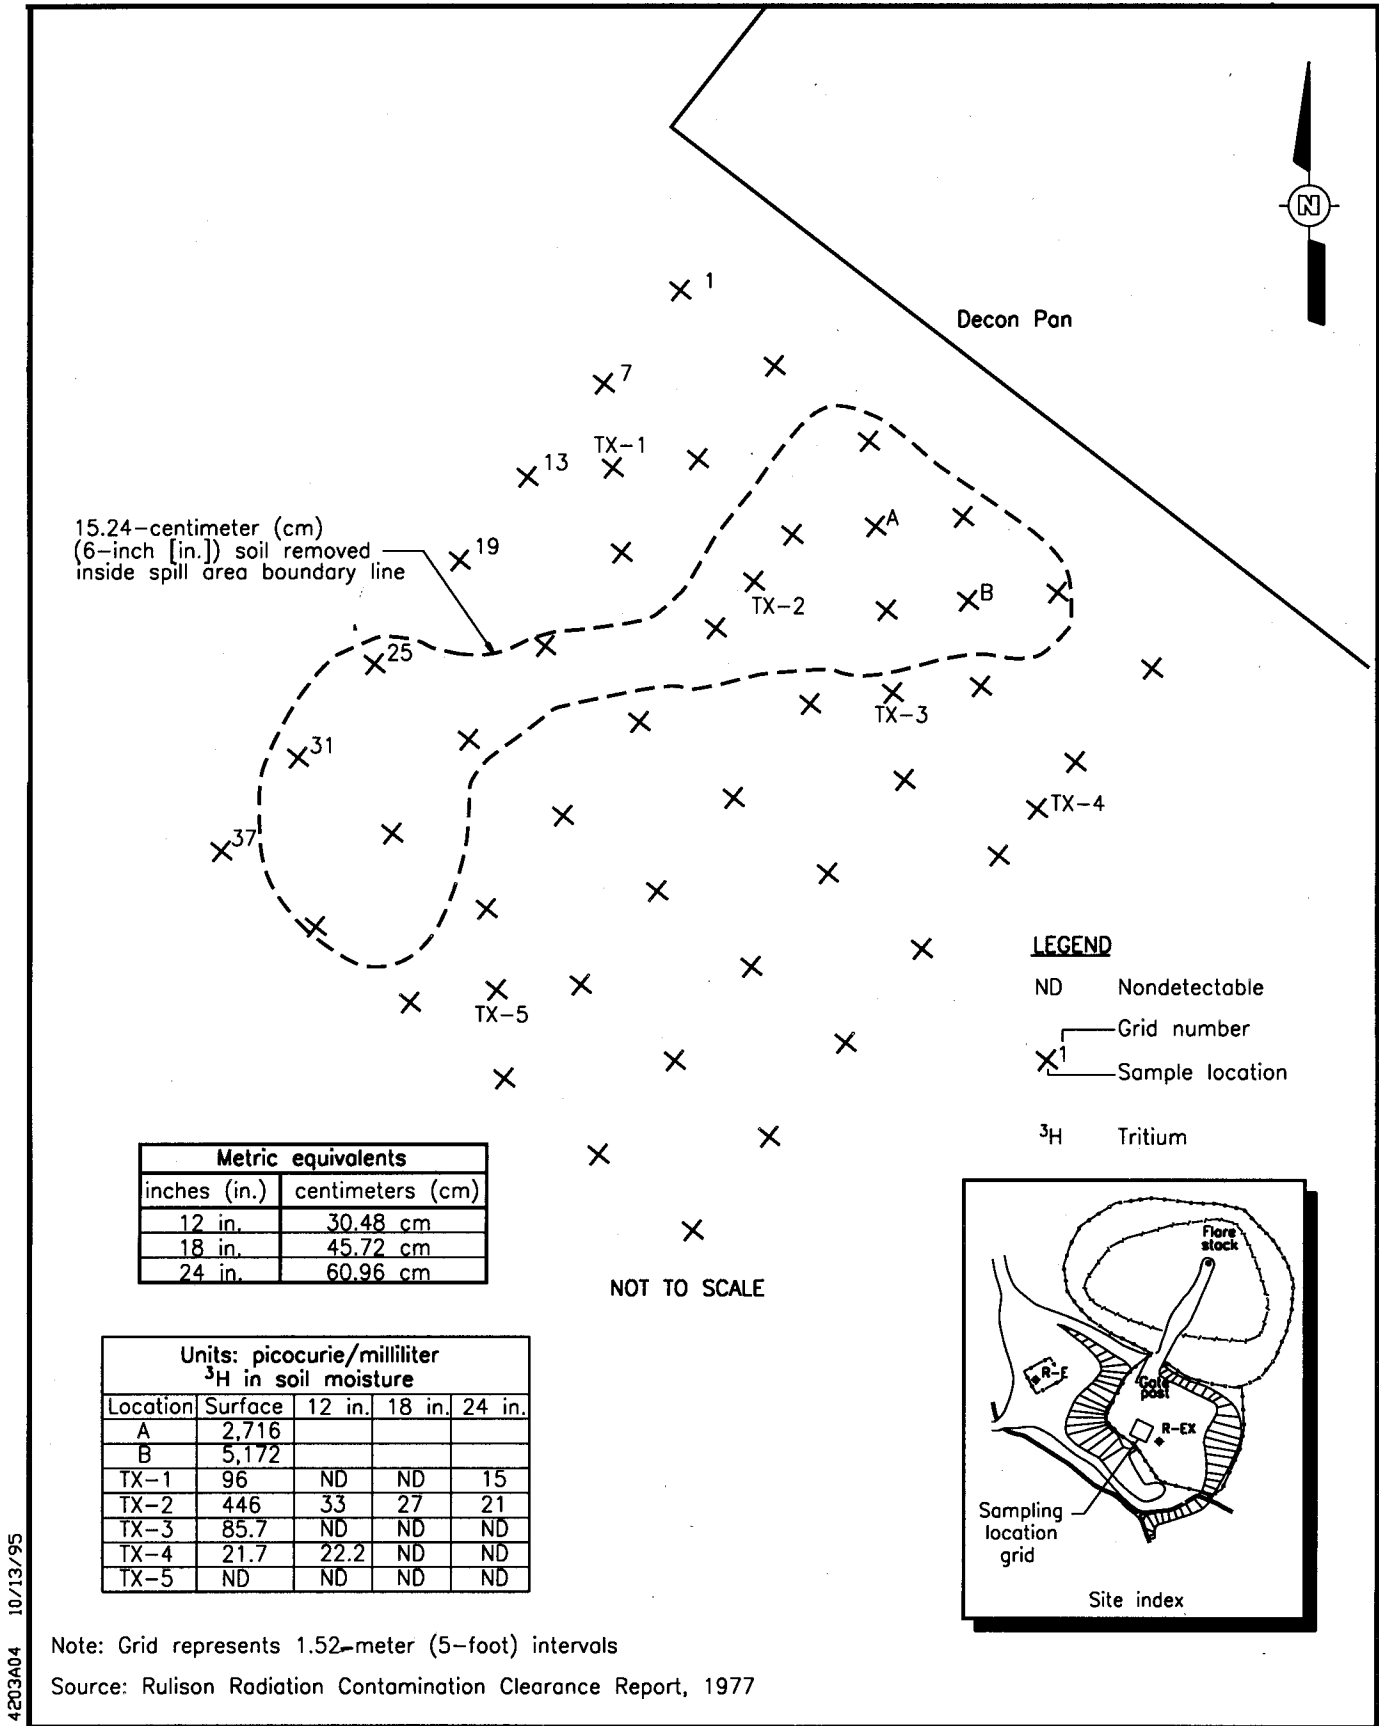 1
Decon Pan
N
7
TX-1
13
A
15.24-centimeter (cm)
(6-inch [in.]) soil removed
inside spill area boundary line
19
TX-2
B
25
TX-3
31
TX-4
37
TX-5
LEGEND
ND Nondetectable
Grid number
1
Sample location
³H Tritium
Metric equivalents
inches (in.) centimeters (cm)
12 in. 30.48 cm
18 in. 45.72 cm
24 in. 60.96 cm
NOT TO SCALE
Units: picocurie/milliliter
³H in soil moisture
Location Surface 12 in. 18 in. 24 in.
A 2,716
B 5,172
TX-1 96 ND ND 15
TX-2 446 33 27 21
TX-3 85.7 ND ND ND
TX-4 21.7 22.2 ND ND
TX-5 ND ND ND ND
Flare
stack
R-E
Gate
post
R-EX
Sampling
location
grid
Site index
Note: Grid represents 1.52-meter (5-foot) intervals
Source: Rulison Radiation Contamination Clearance Report, 1977
4203A04 10/13/95